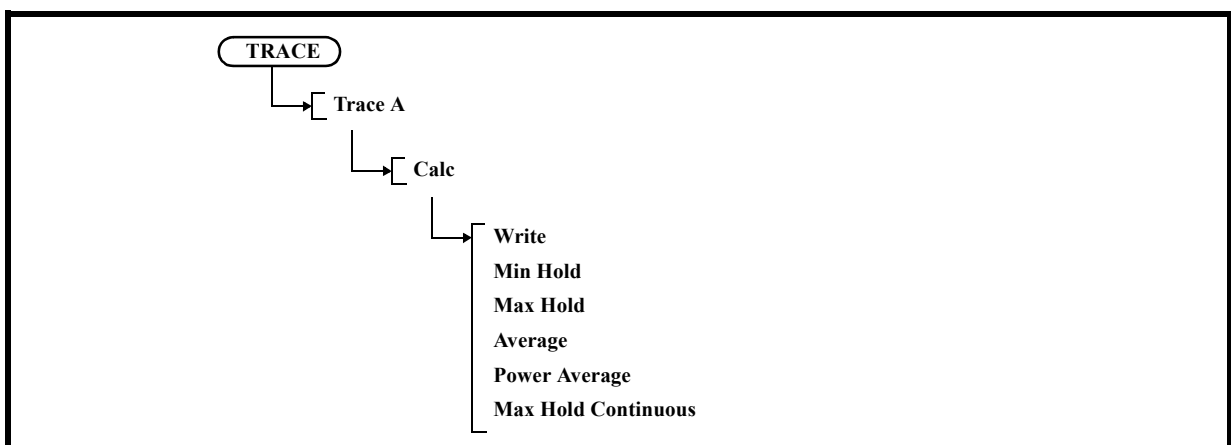 TRACE
Trace A
Calc
Write
Min Hold
Max Hold
Average
Power Average
Max Hold Continuous